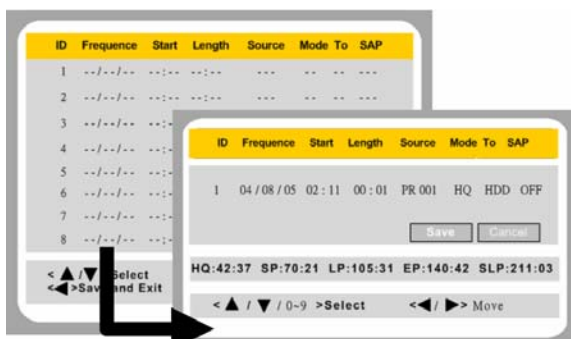 ID Frequence Start Length Source Mode To SAP
1 --/--/-- --:-- --:-- --- -- -- ---
2 --/--/-- --:-- --:-- --- -- -- ---
3 --/--/-- --:-
4 --/--/-- --:-
5 --/--/-- --:-
6 --/--/-- --:-
7 --/--/-- --:-
8 --/--/-- --:-
< ▲ / ▼ >Select
< ◀ >Save and Exit
ID Frequence Start Length Source Mode To SAP
1 04 / 08 / 05 02 : 11 00 : 01 PR 001 HQ HDD OFF
Save Cancel
HQ:42:37 SP:70:21 LP:105:31 EP:140:42 SLP:211:03
< ▲ / ▼ / 0~9 >Select <◀ / ▶> Move